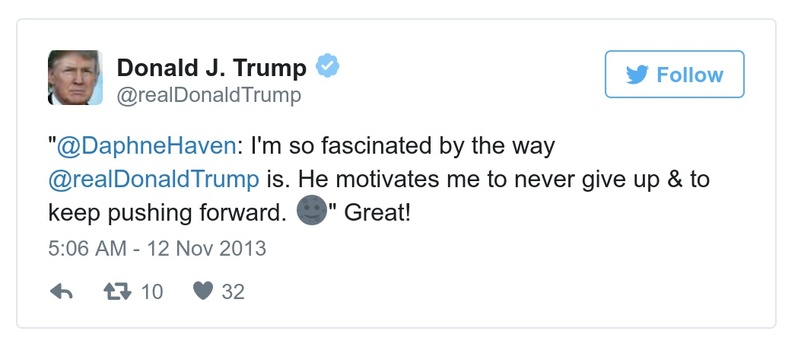 Donald J. Trump
Follow
@realDonaldTrump
"@DaphneHaven: I'm so fascinated by the way
@realDonaldTrump is. He motivates me to never give up & to
keep pushing forward. 🌚" Great!
5:06 AM - 12 Nov 2013
10 32